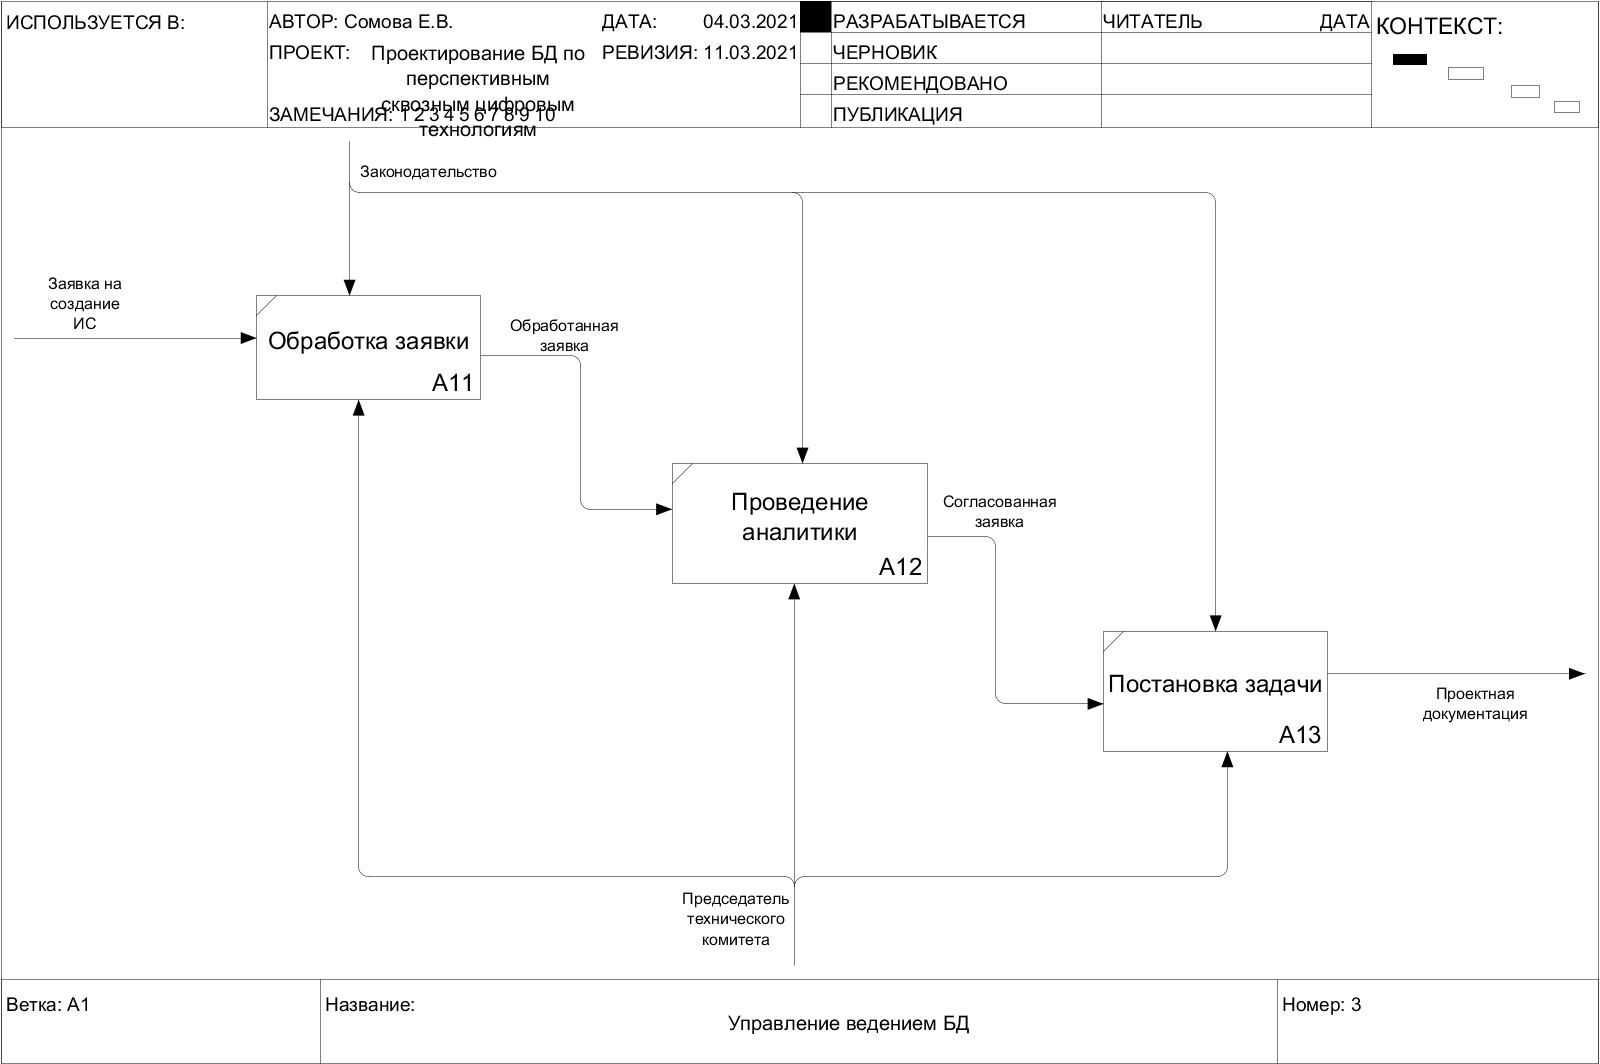 ИСПОЛЬЗУЕТСЯ В:
АВТОР: Сомова Е.В.
ДАТА: 04.03.2021
ПРОЕКТ: Проектирование БД по
перспективным
сквозным цифровым
технологиям
РЕВИЗИЯ: 11.03.2021
ЗАМЕЧАНИЯ: 1 2 3 4 5 6 7 8 9 10
РАЗРАБАТЫВАЕТСЯ
ЧЕРНОВИК
РЕКОМЕНДОВАНО
ПУБЛИКАЦИЯ
ЧИТАТЕЛЬ
ДАТА
КОНТЕКСТ:
Законодательство
Заявка на
создание
ИС
Обработка заявки
A11
Обработанная
заявка
Проведение
аналитики
A12
Согласованная
заявка
Постановка задачи
A13
Проектная
документация
Председатель
технического
комитета
Ветка: A1
Название:
Управление ведением БД
Номер: 3